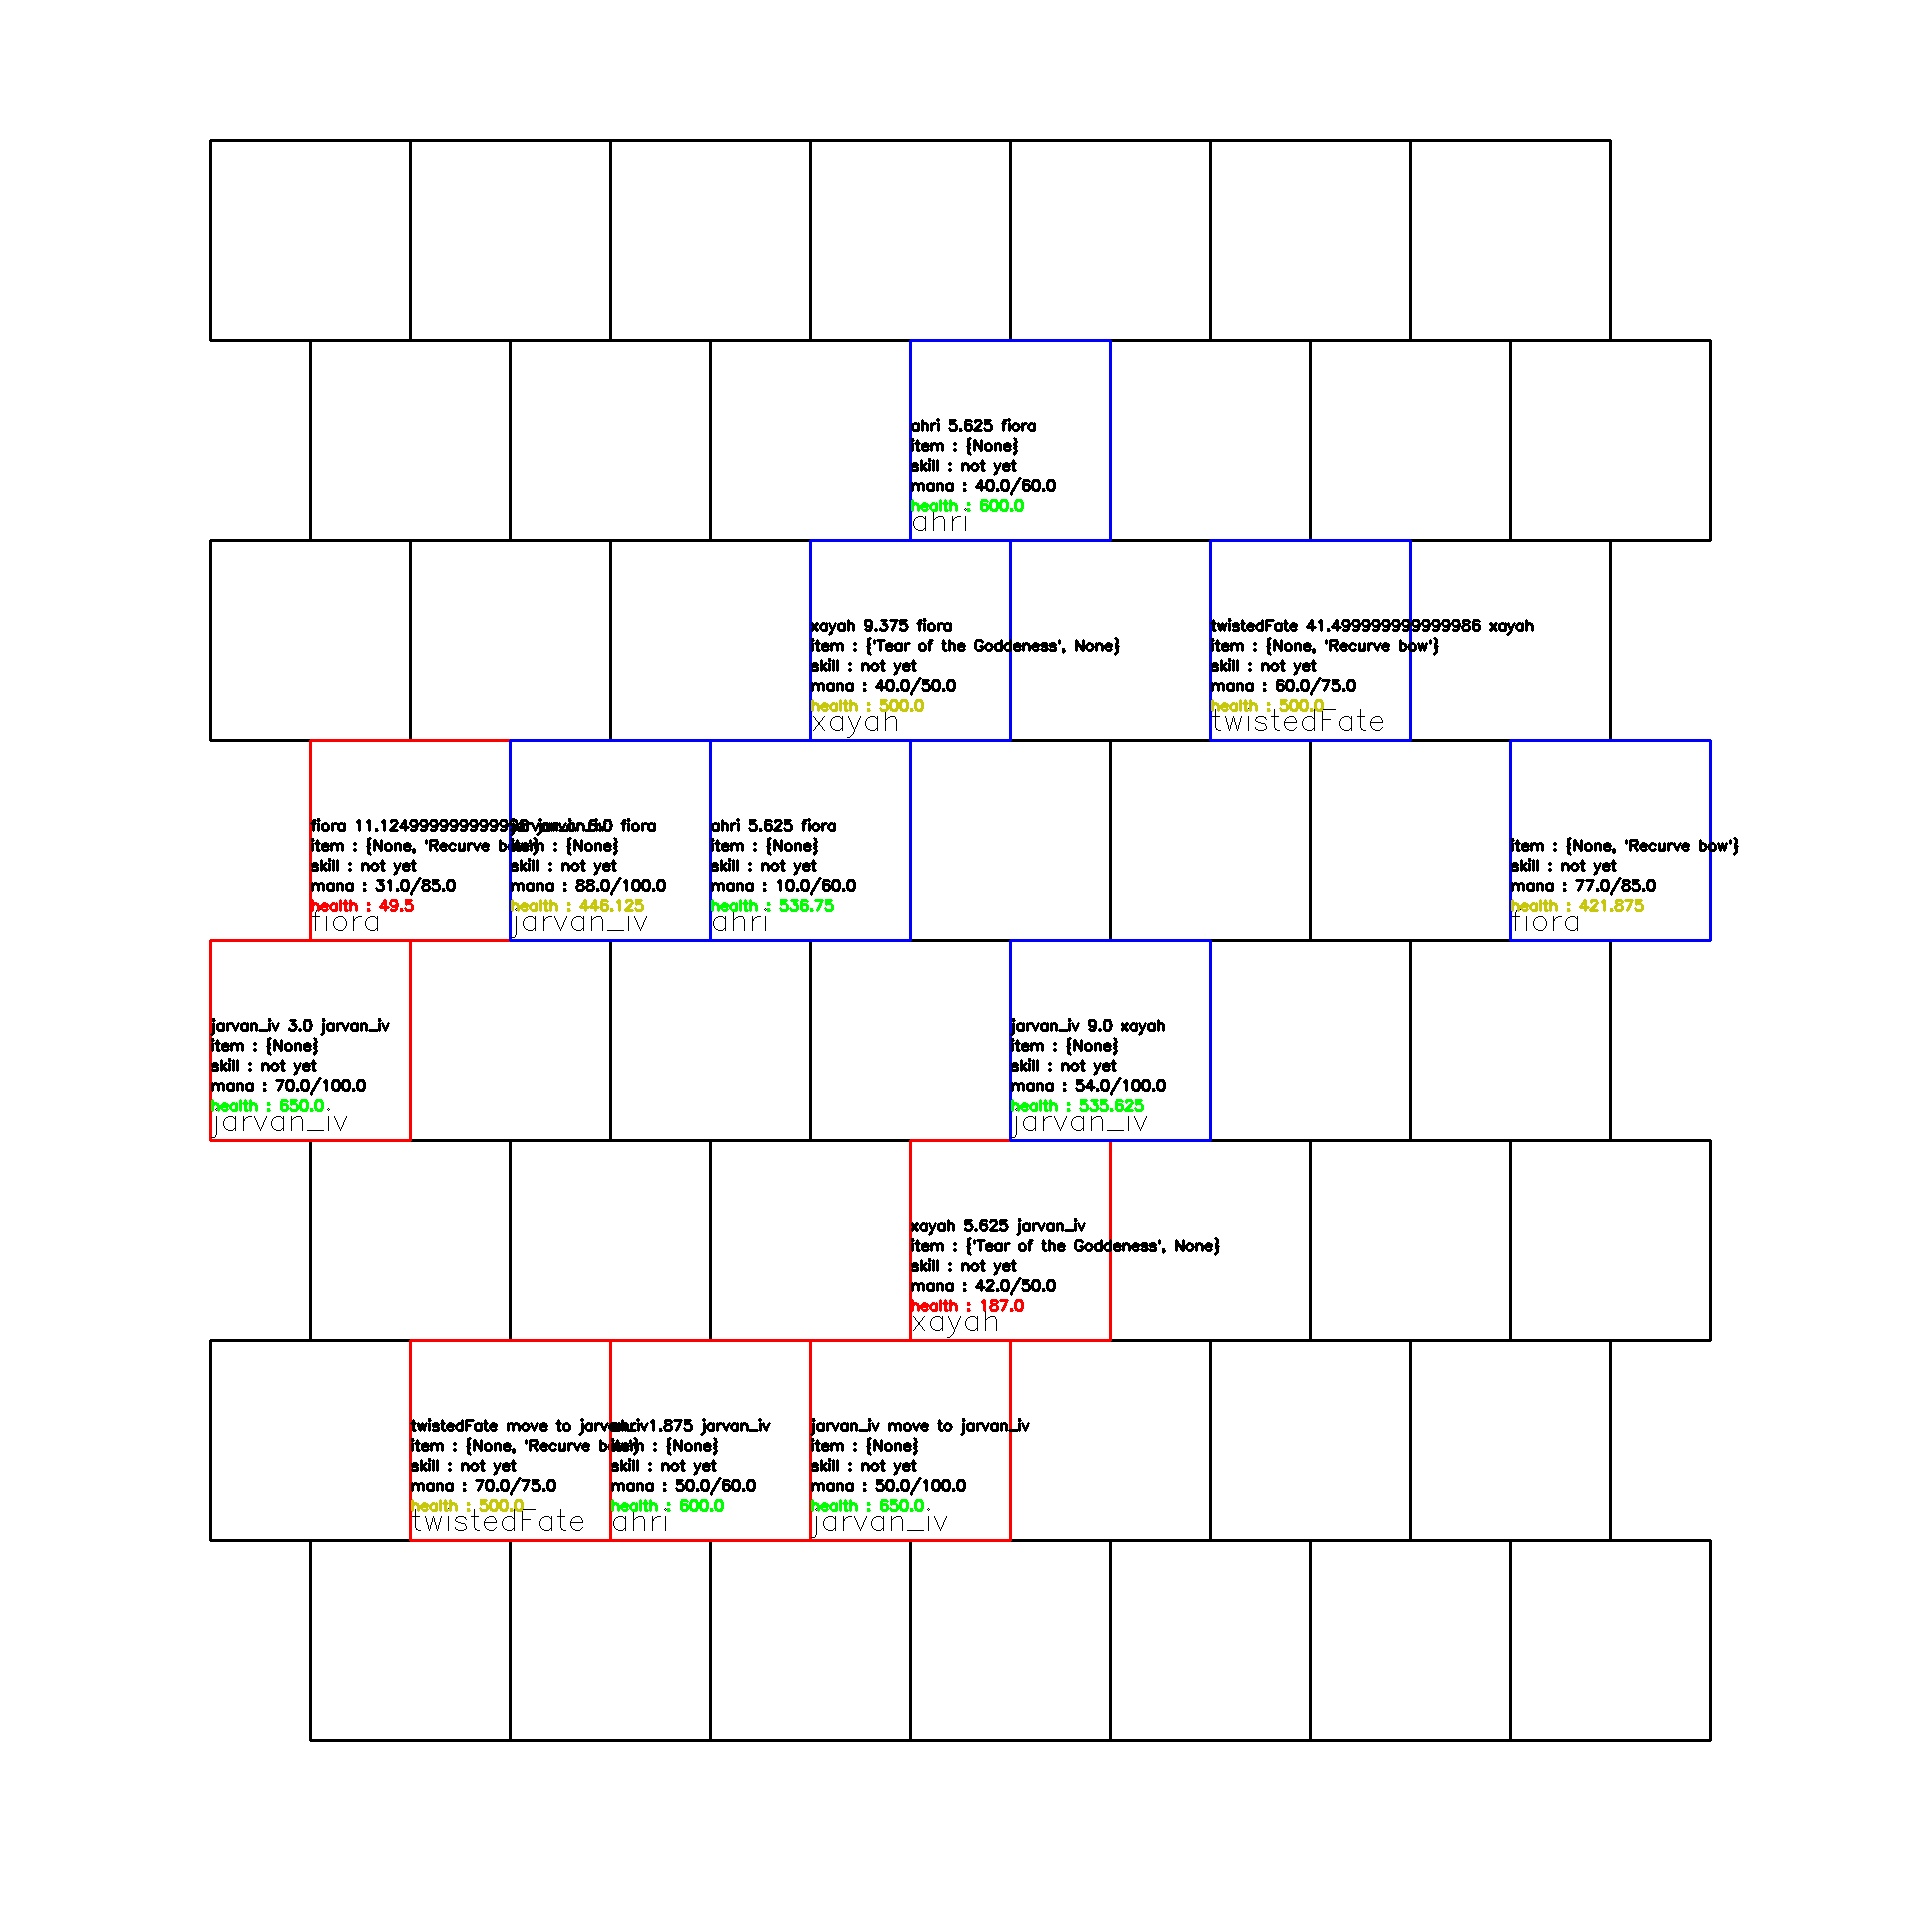 ahri 5.625 fiora
item : {None}
skill : not yet
mana : 40.0/60.0
health : 600.0
ahri
xayah 9.375 fiora
item : {'Tear of the Goddeness', None}
skill : not yet
mana : 40.0/50.0
health : 500.0
xayah
twistedFate 41.499999999999986 xayah
item : {None, 'Recurve bow'}
skill : not yet
mana : 60.0/75.0
health : 500.0
twistedFate
fiora
item : {None, 'Recurve bow'}
skill : not yet
mana : 31.0/85.0
health : 49.5
fiora
fiora
item : {None}
skill : not yet
mana : 88.0/100.0
health : 446.125
jarvan_iv
ahri 5.625 fiora
item : {None}
skill : not yet
mana : 10.0/60.0
health : 536.75
ahri
item : {None, 'Recurve bow'}
skill : not yet
mana : 77.0/85.0
health : 421.875
fiora
jarvan_iv 3.0 jarvan_iv
item : {None}
skill : not yet
mana : 70.0/100.0
health : 650.0
jarvan_iv
jarvan_iv 9.0 xayah
item : {None}
skill : not yet
mana : 54.0/100.0
health : 535.625
jarvan_iv
xayah 5.625 jarvan_iv
item : {'Tear of the Goddeness', None}
skill : not yet
mana : 42.0/50.0
health : 187.0
xayah
twistedFate move to jarvan_iv
item : {None, 'Recurve bow'}
skill : not yet
mana : 70.0/75.0
health : 500.0
twistedFate
ahri 1.875 jarvan_iv
item : {None}
skill : not yet
mana : 50.0/60.0
health : 600.0
ahri
jarvan_iv move to jarvan_iv
item : {None}
skill : not yet
mana : 50.0/100.0
health : 650.0
jarvan_iv